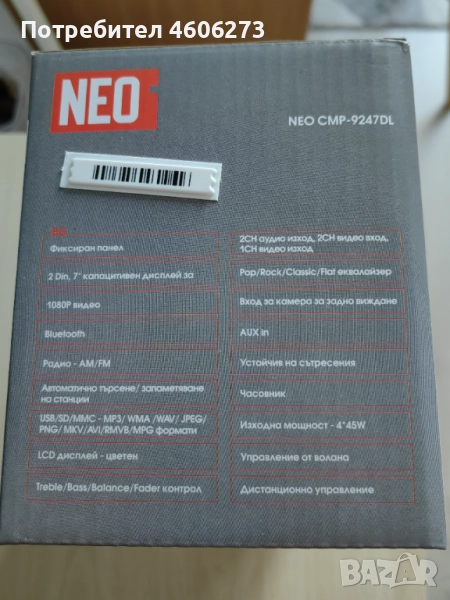 Потребител 4606273
NEO
NEO CMP-9247DL
BG
Фиксиран панел
2 Din, 7" капацитивен дисплей за
1080P видео
Bluetooth
Радио - AM/FM
Автоматично търсене/ запаметяване
на станции
USB/SD/MMC - MP3/ WMA /WAV/ JPEG/
PNG/ MKV/AVI/RMVB/MPG формати
LCD дисплей - цветен
Treble/Bass/Balance/Fader контрол
2CH аудио изход, 2CH видео вход,
1CH видео изход
Pop/Rock/Classic/Flat еквалайзер
Вход за камера за задно виждане
AUX in
Устойчив на сътресения
Часовник
Изходна мощност - 4*45W
Управление от волана
Дистанционно управление
BAZAR